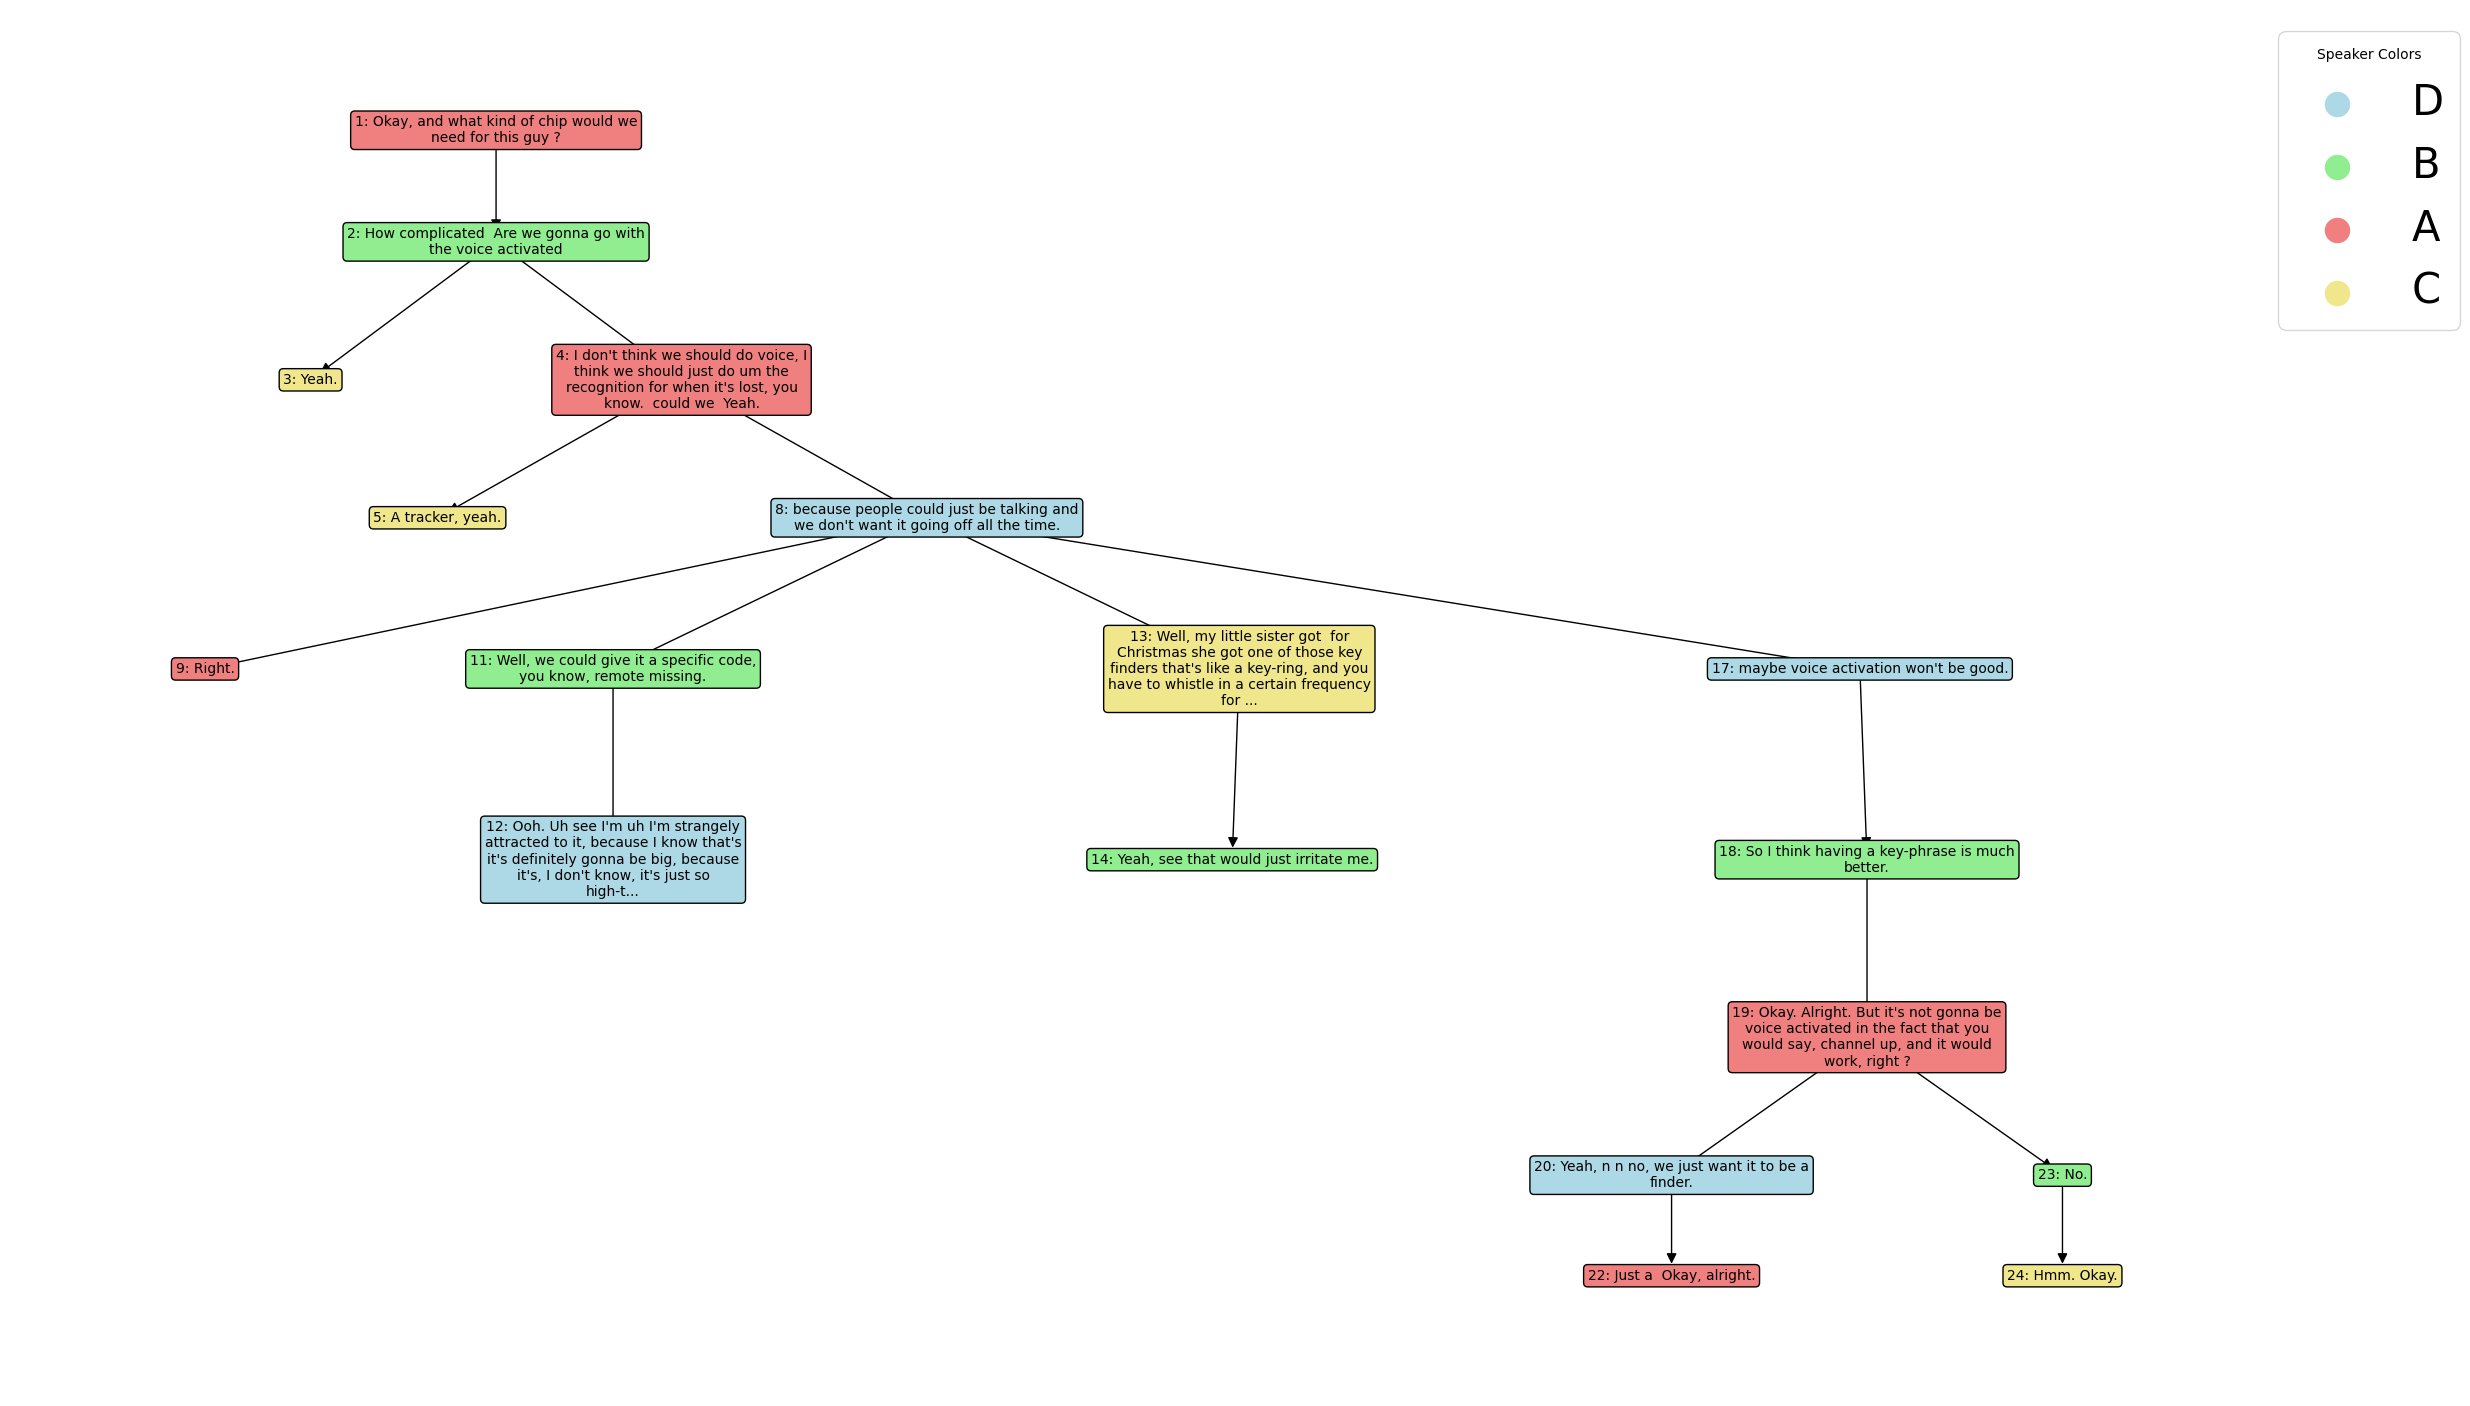 Speaker Colors
D
B
A
C
1: Okay, and what kind of chip would we
need for this guy ?
2: How complicated  Are we gonna go with
the voice activated
3: Yeah.
4: I don't think we should do voice, I
think we should just do um the
recognition for when it's lost, you
know.  could we  Yeah.
5: A tracker, yeah.
8: because people could just be talking and
we don't want it going off all the time.
9: Right.
11: Well, we could give it a specific code,
you know, remote missing.
13: Well, my little sister got  for
Christmas she got one of those key
finders that's like a key-ring, and you
have to whistle in a certain frequency
for ...
17: maybe voice activation won't be good.
12: Ooh. Uh see I'm uh I'm strangely
attracted to it, because I know that's
it's definitely gonna be big, because
it's, I don't know, it's just so
high-t...
14: Yeah, see that would just irritate me.
18: So I think having a key-phrase is much
better.
19: Okay. Alright. But it's not gonna be
voice activated in the fact that you
would say, channel up, and it would
work, right ?
20: Yeah, n n no, we just want it to be a
finder.
23: No.
22: Just a  Okay, alright.
24: Hmm. Okay.